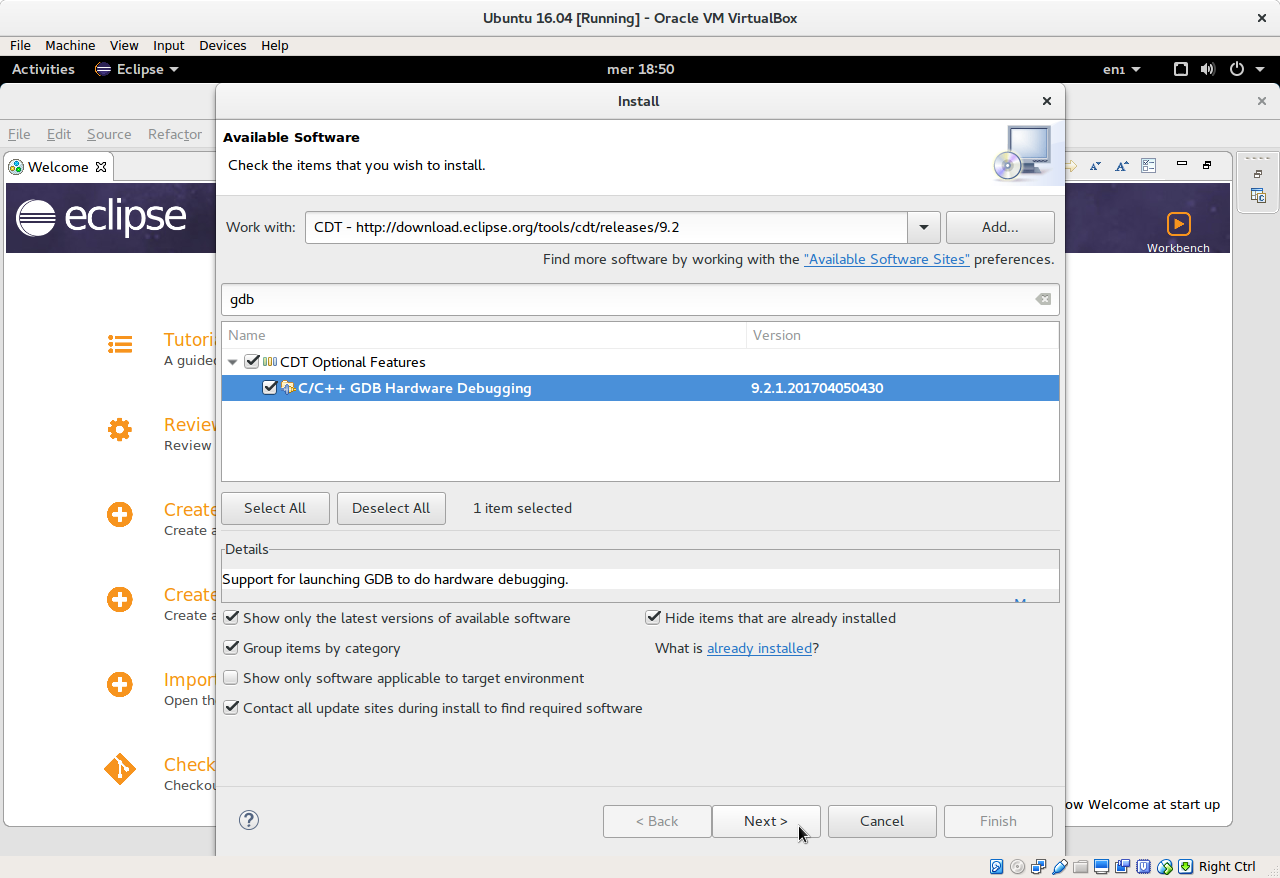 Ubuntu 16.04 [Running] - Oracle VM VirtualBox
File Machine View Input Devices Help
Activities Eclipse mer 18:50 en1
Install
File Edit Source Refactor
Available Software
Check the items that you wish to install.
Welcome
eclipse
Workbench
Work with: CDT - http://download.eclipse.org/tools/cdt/releases/9.2 Add...
Find more software by working with the "Available Software Sites" preferences.
gdb
Name Version
CDT Optional Features
C/C++ GDB Hardware Debugging 9.2.1.201704050430
Select All Deselect All 1 item selected
Details
Support for launching GDB to do hardware debugging.
Show only the latest versions of available software Hide items that are already installed
Group items by category What is already installed?
Show only software applicable to target environment
Contact all update sites during install to find required software
Tutori
A guided
Review
Review
Create
Create a
Create
Create a
Impor
Open th
Check
Checkou
ow Welcome at start up
? < Back Next > Cancel Finish
Right Ctrl